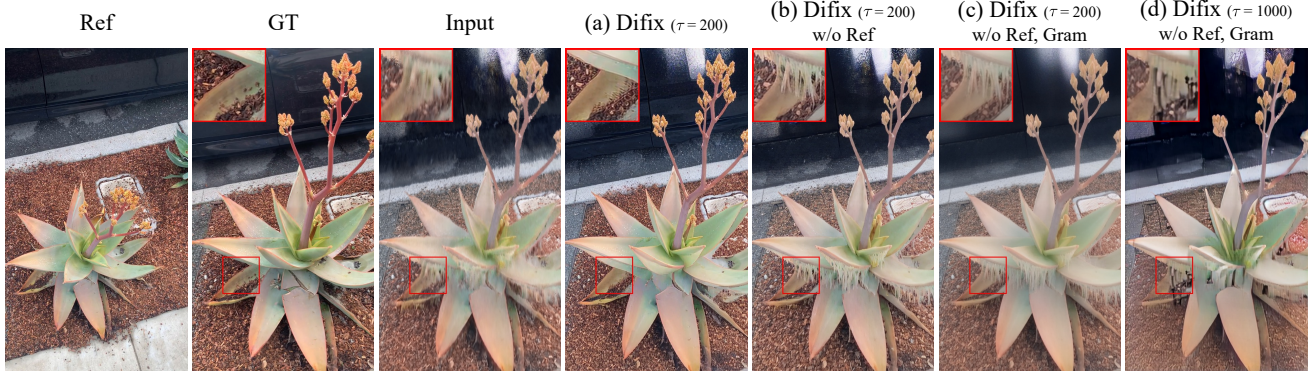 Ref
GT
Input
(a) Difix (τ = 200)
(b) Difix (τ = 200)
w/o Ref
(c) Difix (τ = 200)
w/o Ref, Gram
(d) Difix (τ = 1000)
w/o Ref, Gram